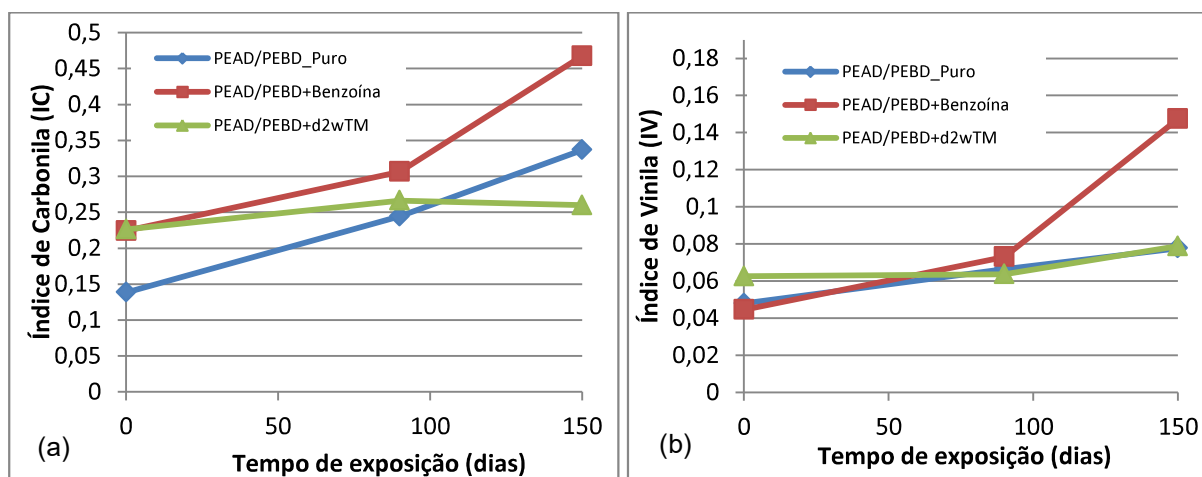 Índice de Carbonila (IC)
0,5
0,45
0,4
0,35
0,3
0,25
0,2
0,15
0,1
0,05
0
PEAD/PEBD_Puro
PEAD/PEBD+Benzoína
PEAD/PEBD+d2wTM
0 50 100 150
(a)
Tempo de exposição (dias)
Índice de Vinila (IV)
0,18
0,16
0,14
0,12
0,1
0,08
0,06
0,04
0,02
0
PEAD/PEBD_Puro
PEAD/PEBD+Benzoína
PEAD/PEBD+d2wTM
0 50 100 150
(b)
Tempo de exposição (dias)